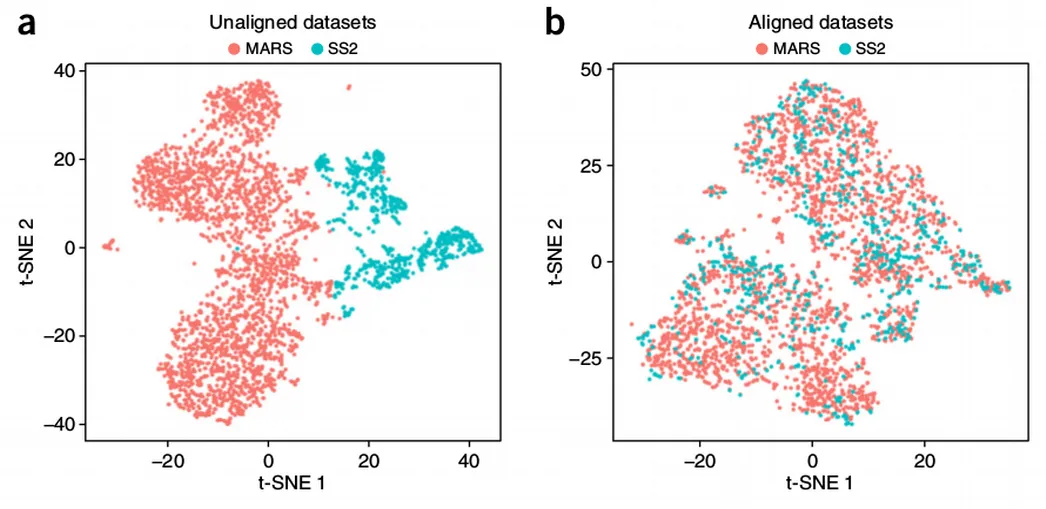 a
Unaligned datasets
MARS SS2
40
20
0
−20
−40
t-SNE 2
−20 0 20 40
t-SNE 1
b
Aligned datasets
MARS SS2
50
25
0
−25
t-SNE 2
−20 0 20
t-SNE 1